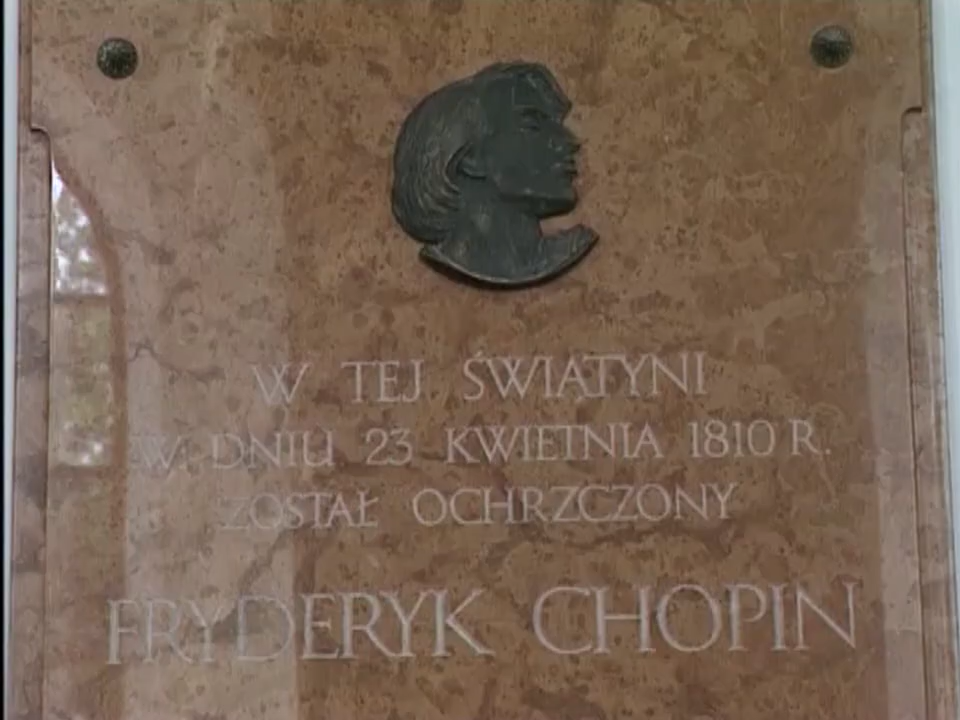 W TEJ ŚWIĄTYNI
W DNIU 23 KWIETNIA 1810 R.
ZOSTAŁ OCHRZCZONY
FRYDERYK CHOPIN